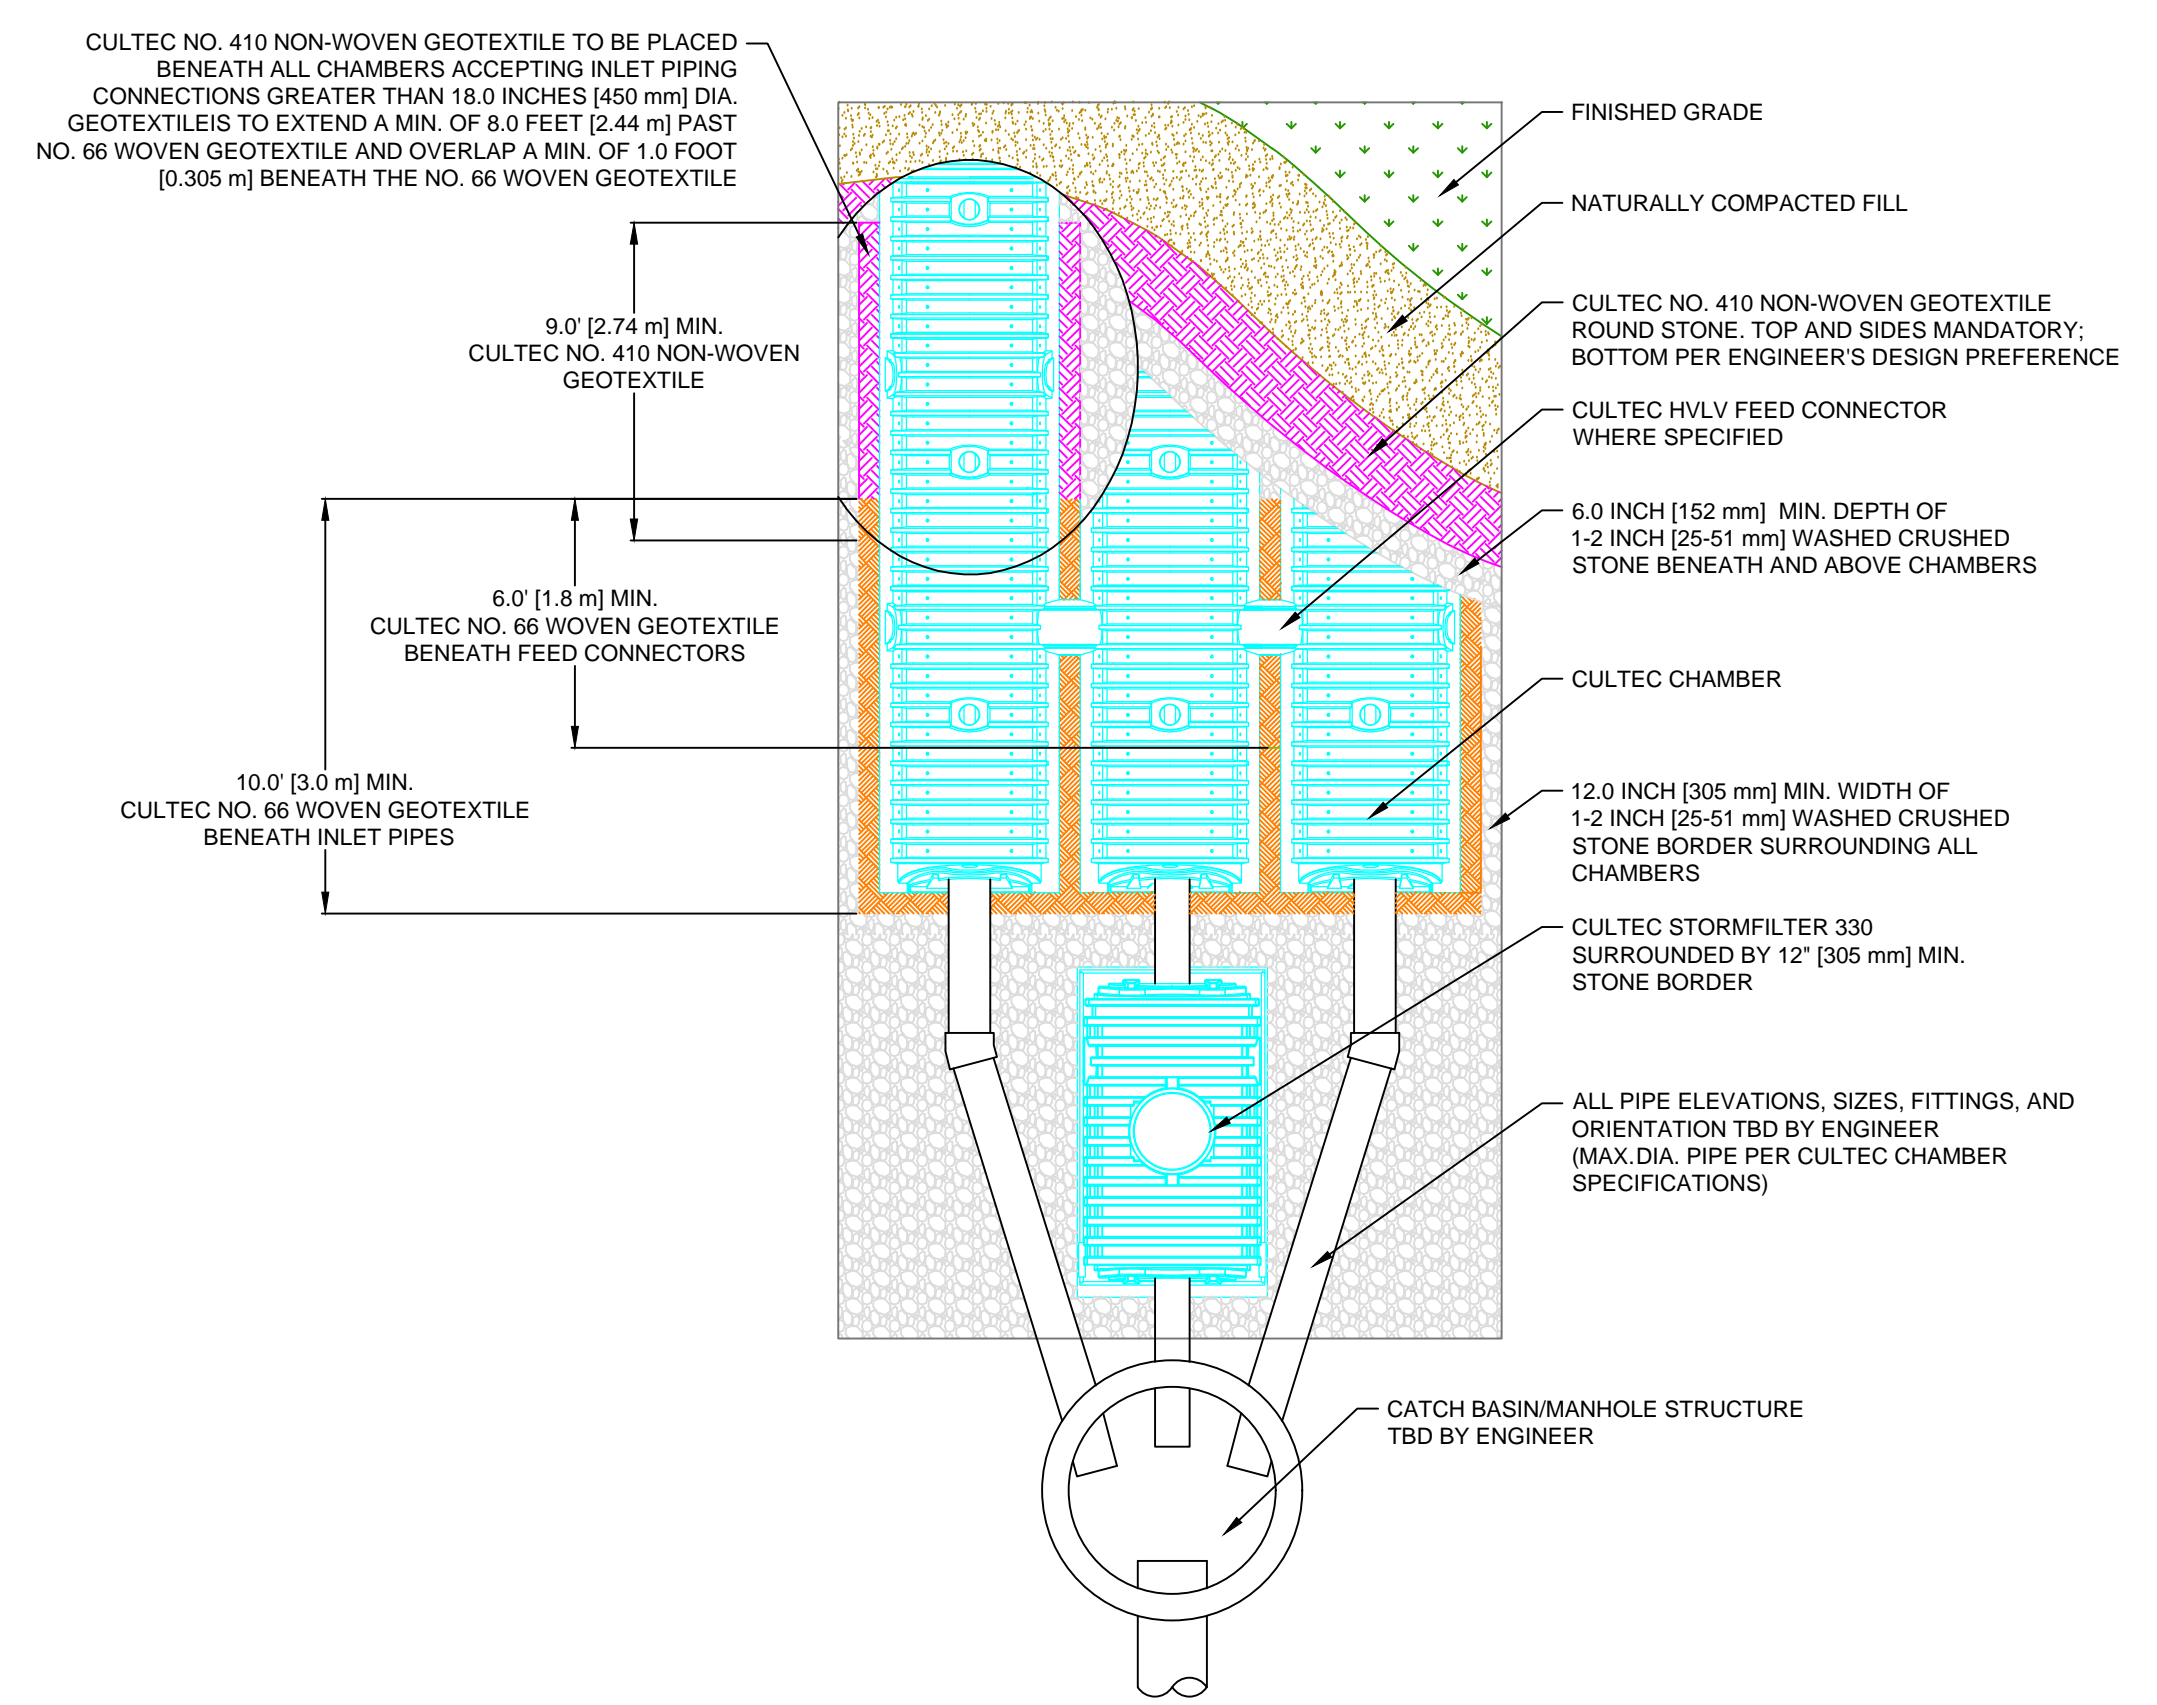 CULTEC NO. 410 NON-WOVEN GEOTEXTILE TO BE PLACED
BENEATH ALL CHAMBERS ACCEPTING INLET PIPING
CONNECTIONS GREATER THAN 18.0 INCHES [450 mm] DIA.
GEOTEXTILEIS TO EXTEND A MIN. OF 8.0 FEET [2.44 m] PAST
NO. 66 WOVEN GEOTEXTILE AND OVERLAP A MIN. OF 1.0 FOOT
[0.305 m] BENEATH THE NO. 66 WOVEN GEOTEXTILE
9.0' [2.74 m] MIN.
CULTEC NO. 410 NON-WOVEN
GEOTEXTILE
6.0' [1.8 m] MIN.
CULTEC NO. 66 WOVEN GEOTEXTILE
BENEATH FEED CONNECTORS
10.0' [3.0 m] MIN.
CULTEC NO. 66 WOVEN GEOTEXTILE
BENEATH INLET PIPES
FINISHED GRADE
NATURALLY COMPACTED FILL
CULTEC NO. 410 NON-WOVEN GEOTEXTILE
ROUND STONE. TOP AND SIDES MANDATORY;
BOTTOM PER ENGINEER'S DESIGN PREFERENCE
CULTEC HVLV FEED CONNECTOR
WHERE SPECIFIED
6.0 INCH [152 mm] MIN. DEPTH OF
1-2 INCH [25-51 mm] WASHED CRUSHED
STONE BENEATH AND ABOVE CHAMBERS
CULTEC CHAMBER
12.0 INCH [305 mm] MIN. WIDTH OF
1-2 INCH [25-51 mm] WASHED CRUSHED
STONE BORDER SURROUNDING ALL
CHAMBERS
CULTEC STORMFILTER 330
SURROUNDED BY 12" [305 mm] MIN.
STONE BORDER
ALL PIPE ELEVATIONS, SIZES, FITTINGS, AND
ORIENTATION TBD BY ENGINEER
(MAX.DIA. PIPE PER CULTEC CHAMBER
SPECIFICATIONS)
CATCH BASIN/MANHOLE STRUCTURE
TBD BY ENGINEER